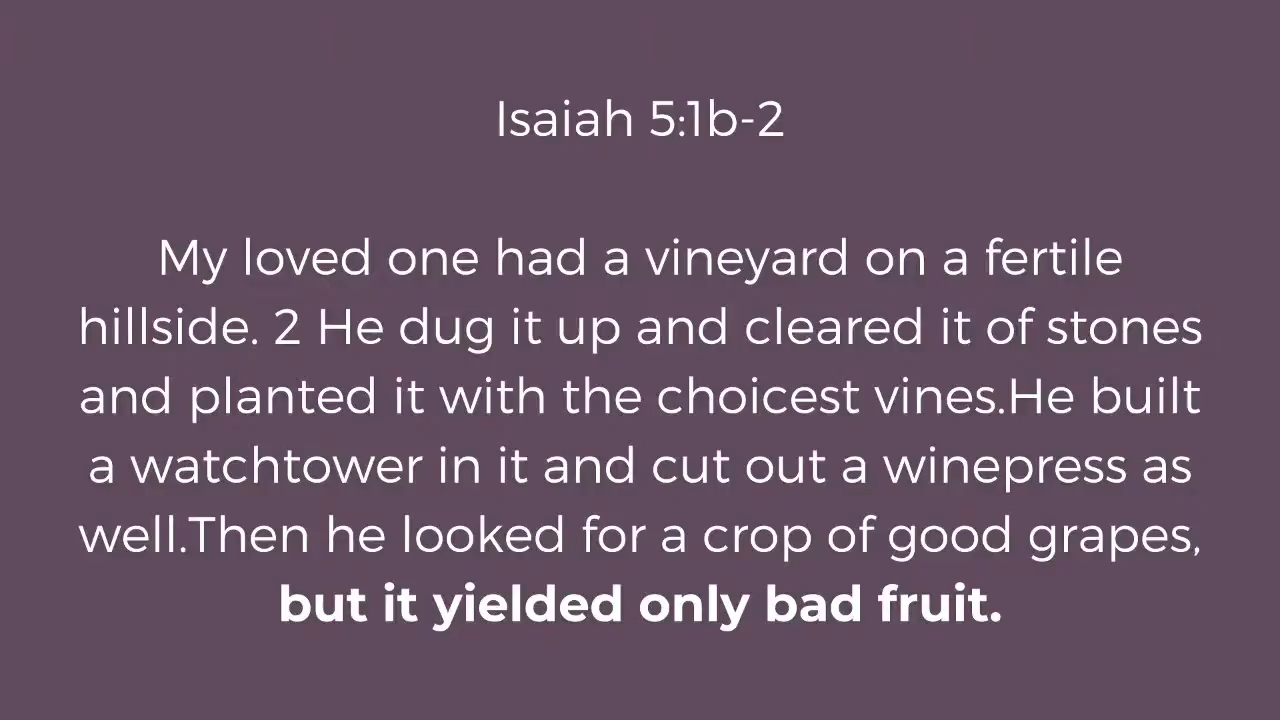 Isaiah 5:1b-2
My loved one had a vineyard on a fertile
hillside. 2 He dug it up and cleared it of stones
and planted it with the choicest vines.He built
a watchtower in it and cut out a winepress as
well.Then he looked for a crop of good grapes,
but it yielded only bad fruit.